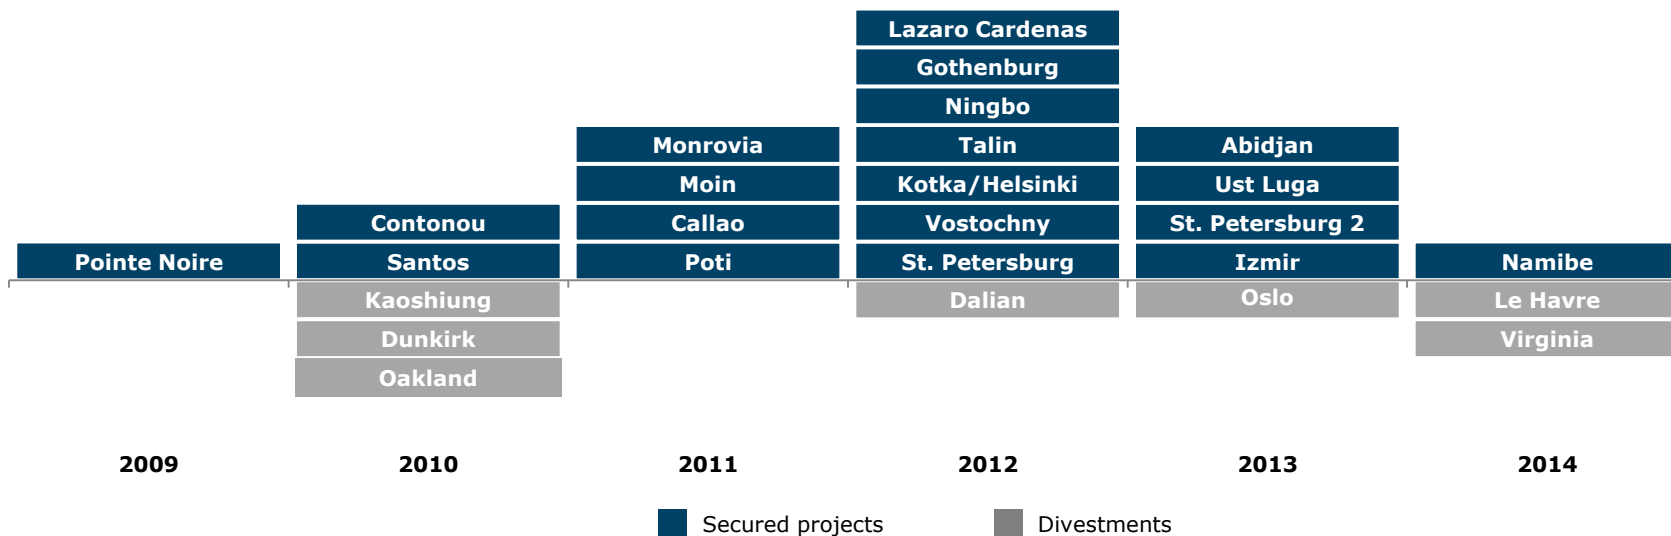 Lazaro Cardenas
Gothenburg
Ningbo
Monrovia
Talin
Abidjan
Moin
Kotka/Helsinki
Ust Luga
Contonou
Callao
Vostochny
St. Petersburg 2
Pointe Noire
Santos
Poti
St. Petersburg
Izmir
Namibe
Kaoshiung
Dalian
Oslo
Le Havre
Dunkirk
Virginia
Oakland
2009
2010
2011
2012
2013
2014
Secured projects
Divestments